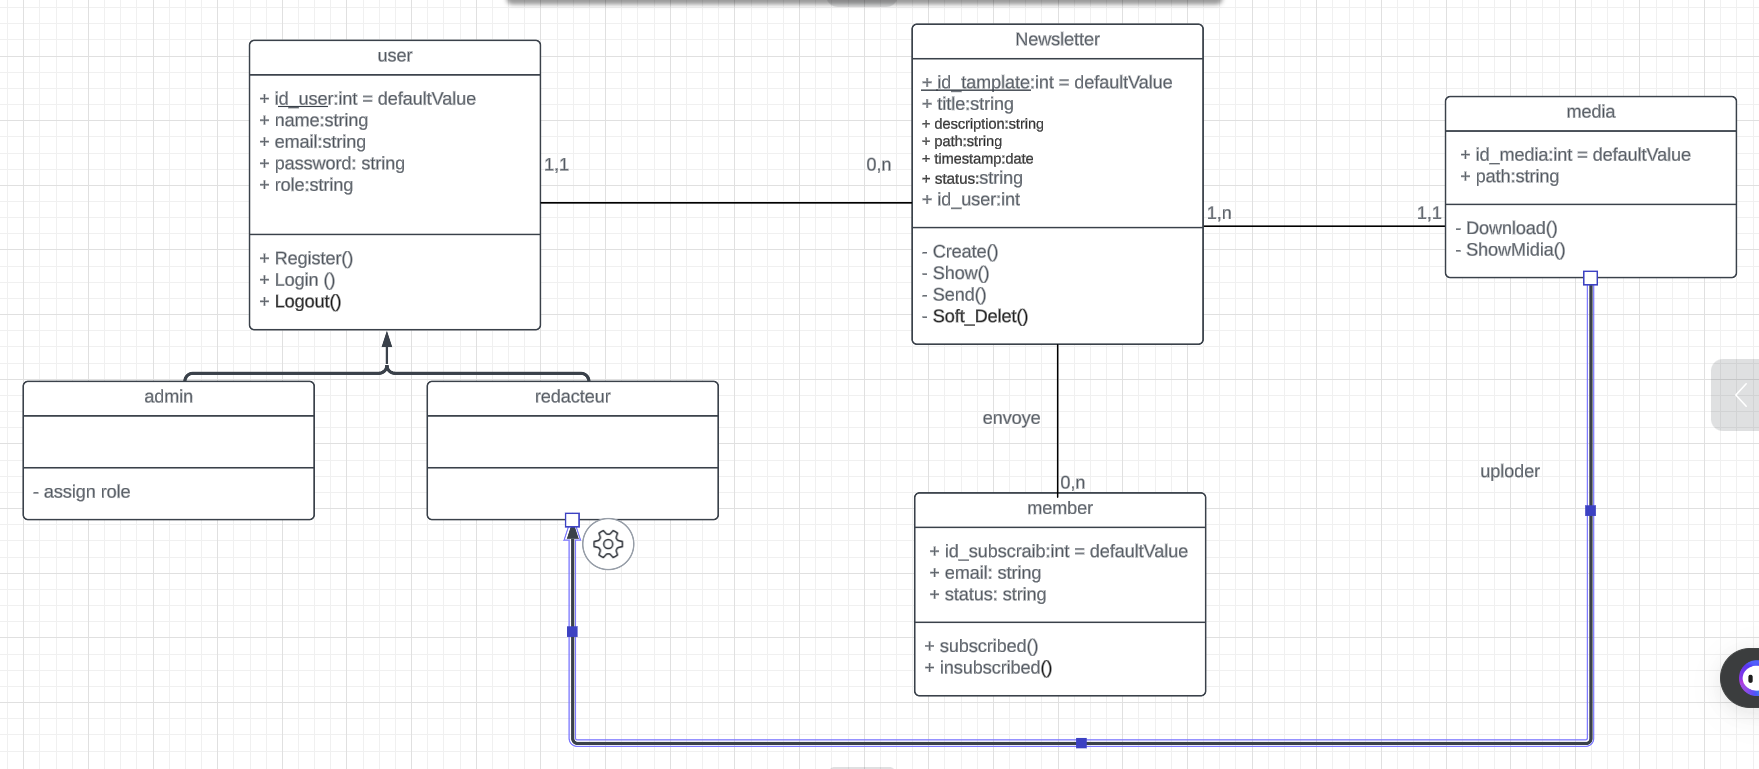 user
+ id_user:int = defaultValue
+ name:string
+ email:string
+ password: string
+ role:string
+ Register()
+ Login ()
+ Logout()
1,1
0,n
Newsletter
+ id_tamplate:int = defaultValue
+ title:string
+ description:string
+ path:string
+ timestamp:date
+ status:string
+ id_user:int
- Create()
- Show()
- Send()
- Soft_Delet()
1,n
1,1
media
+ id_media:int = defaultValue
+ path:string
- Download()
- ShowMidia()
admin
- assign role
redacteur
envoye
0,n
uploder
member
+ id_subscraib:int = defaultValue
+ email: string
+ status: string
+ subscribed()
+ insubscribed()